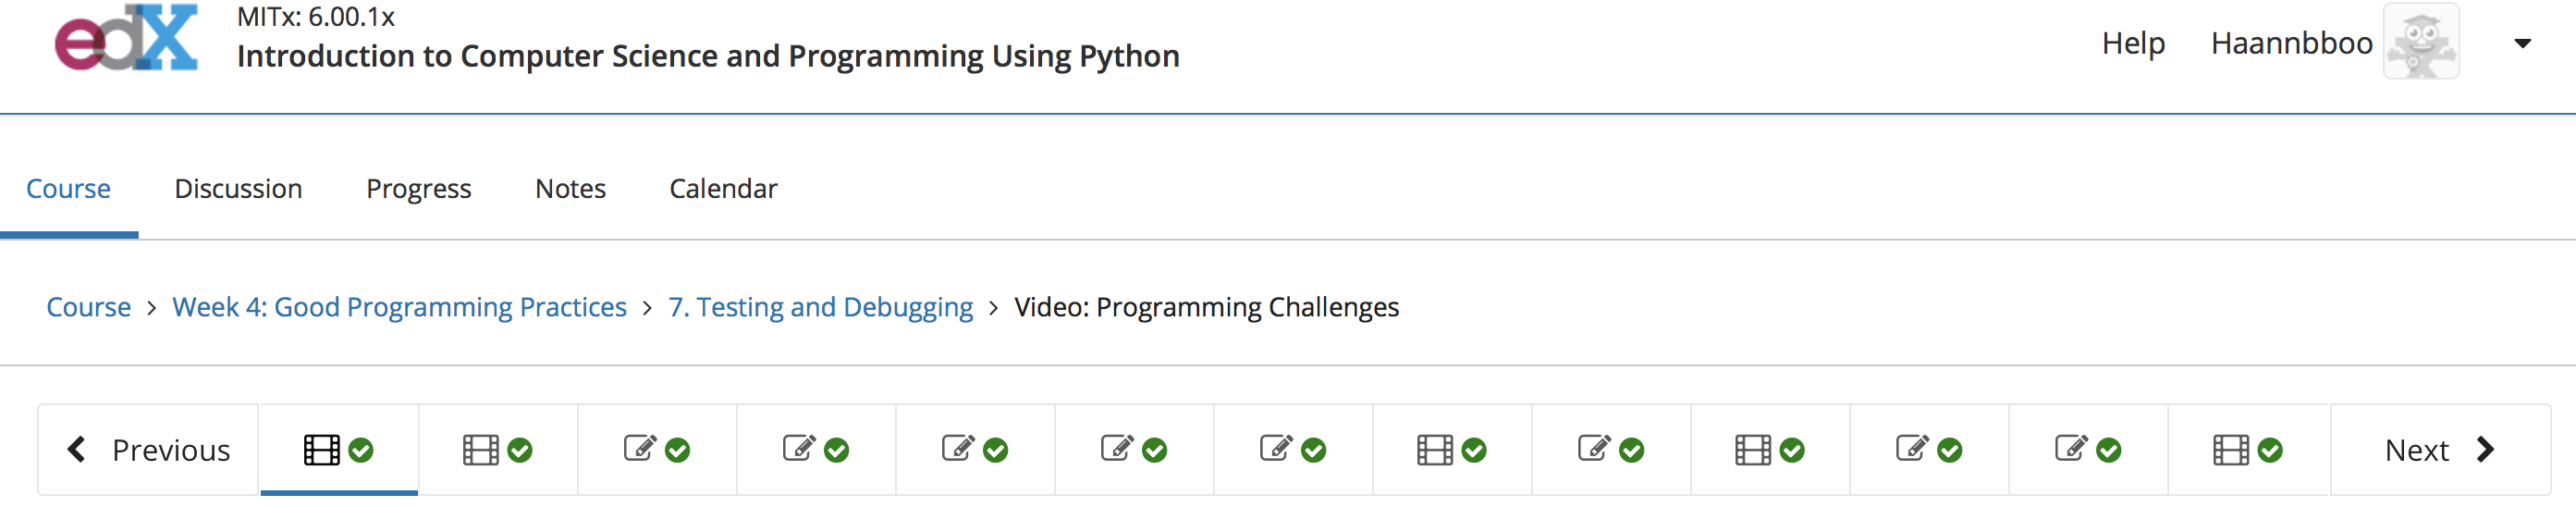 edX
MITx: 6.00.1x
Introduction to Computer Science and Programming Using Python
Help Haannbboo
Course Discussion Progress Notes Calendar
Course > Week 4: Good Programming Practices > 7. Testing and Debugging > Video: Programming Challenges
Previous Next